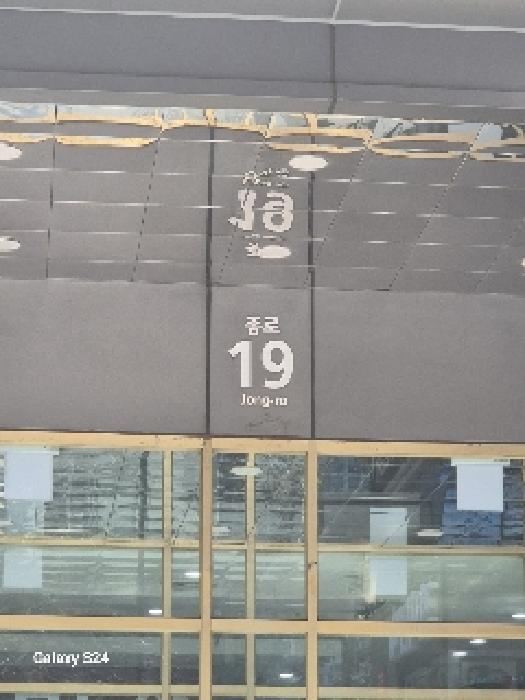 종로
19
Jong-ro
Galaxy S24